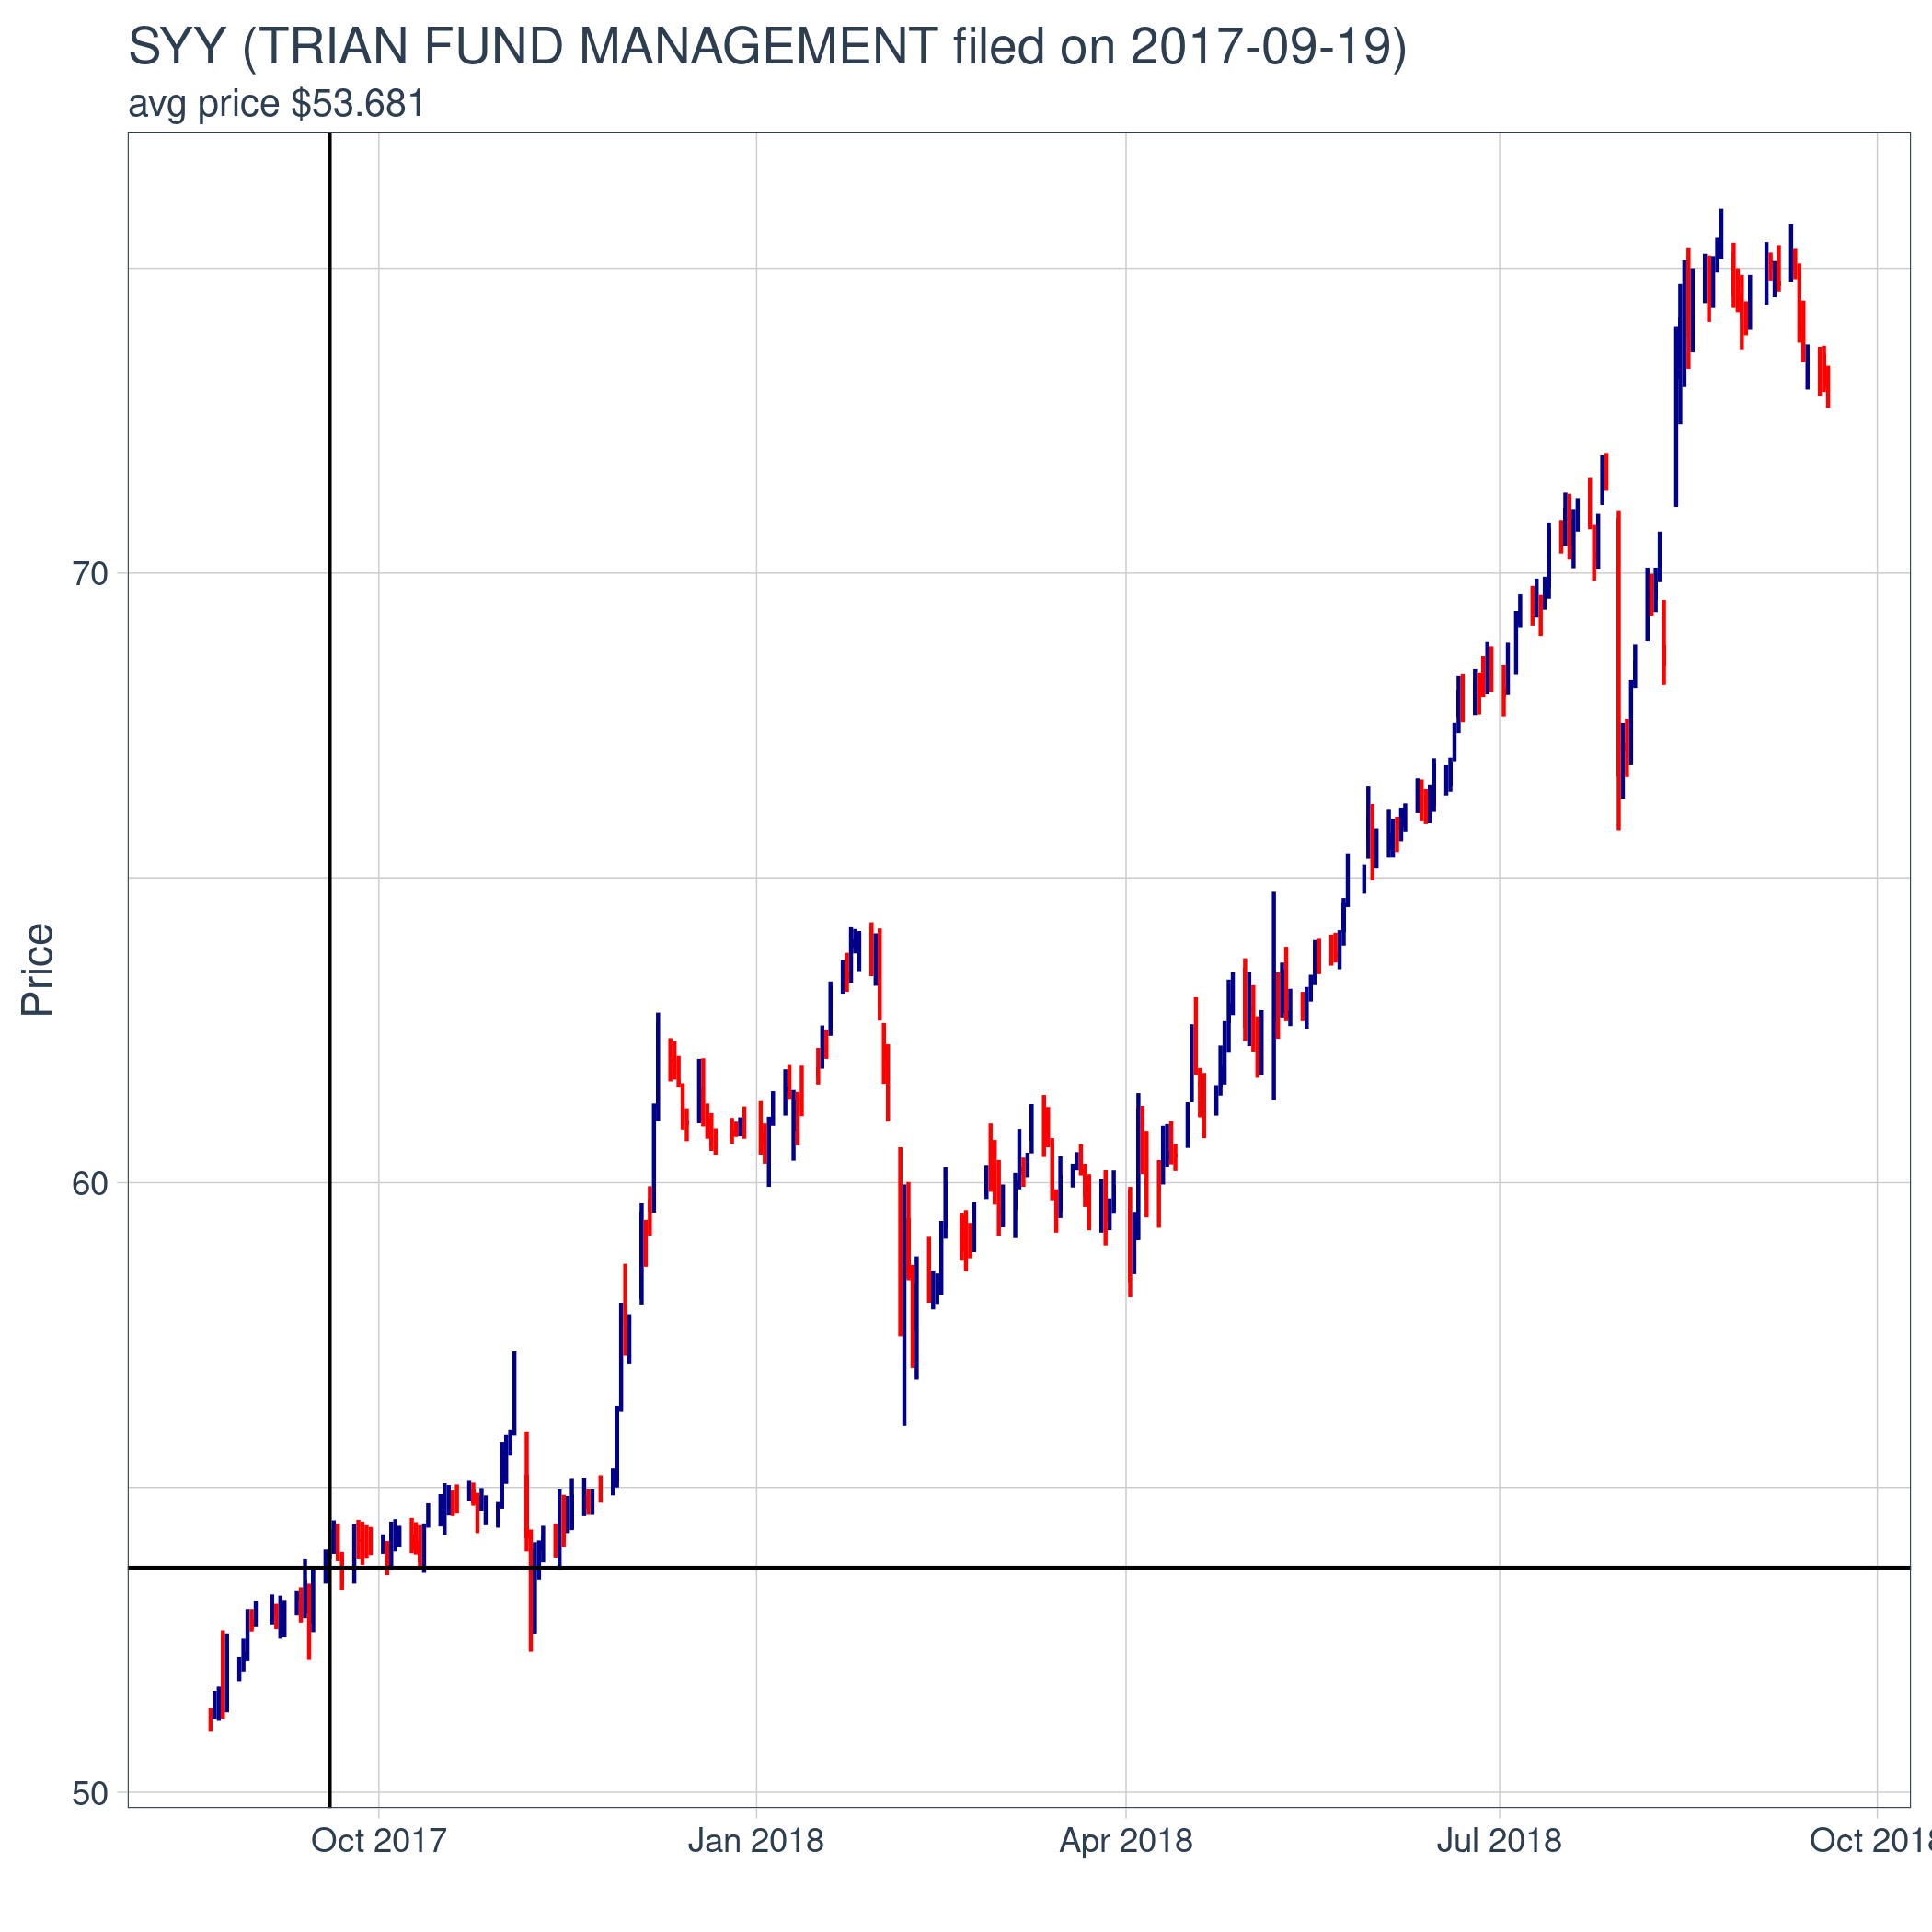 SYY (TRIAN FUND MANAGEMENT filed on 2017-09-19)
avg price $53.681
70
Price
60
50
Oct 2017 Jan 2018 Apr 2018 Jul 2018 Oct 2018